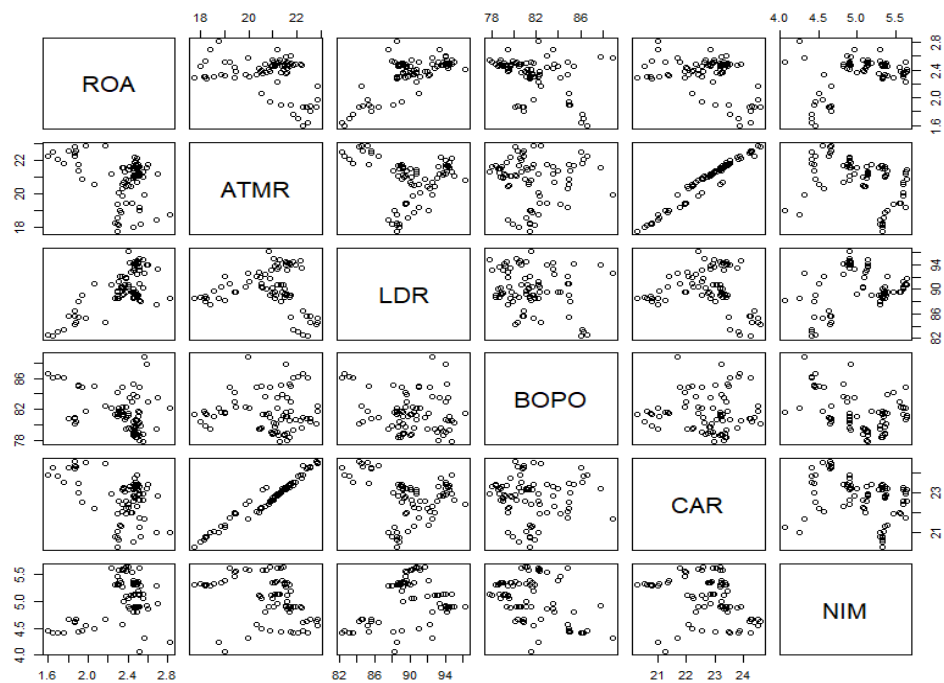 18 20 22 78 82 86 4.0 4.5 5.0 5.5
ROA 1.6 2.0 2.4 2.8
18 20 22 ATMR
LDR 82 86 90 94
78 82 86 BOPO
CAR 21 23
4.0 4.5 5.0 5.5 NIM
1.6 2.0 2.4 2.8 82 86 90 94 21 22 23 24